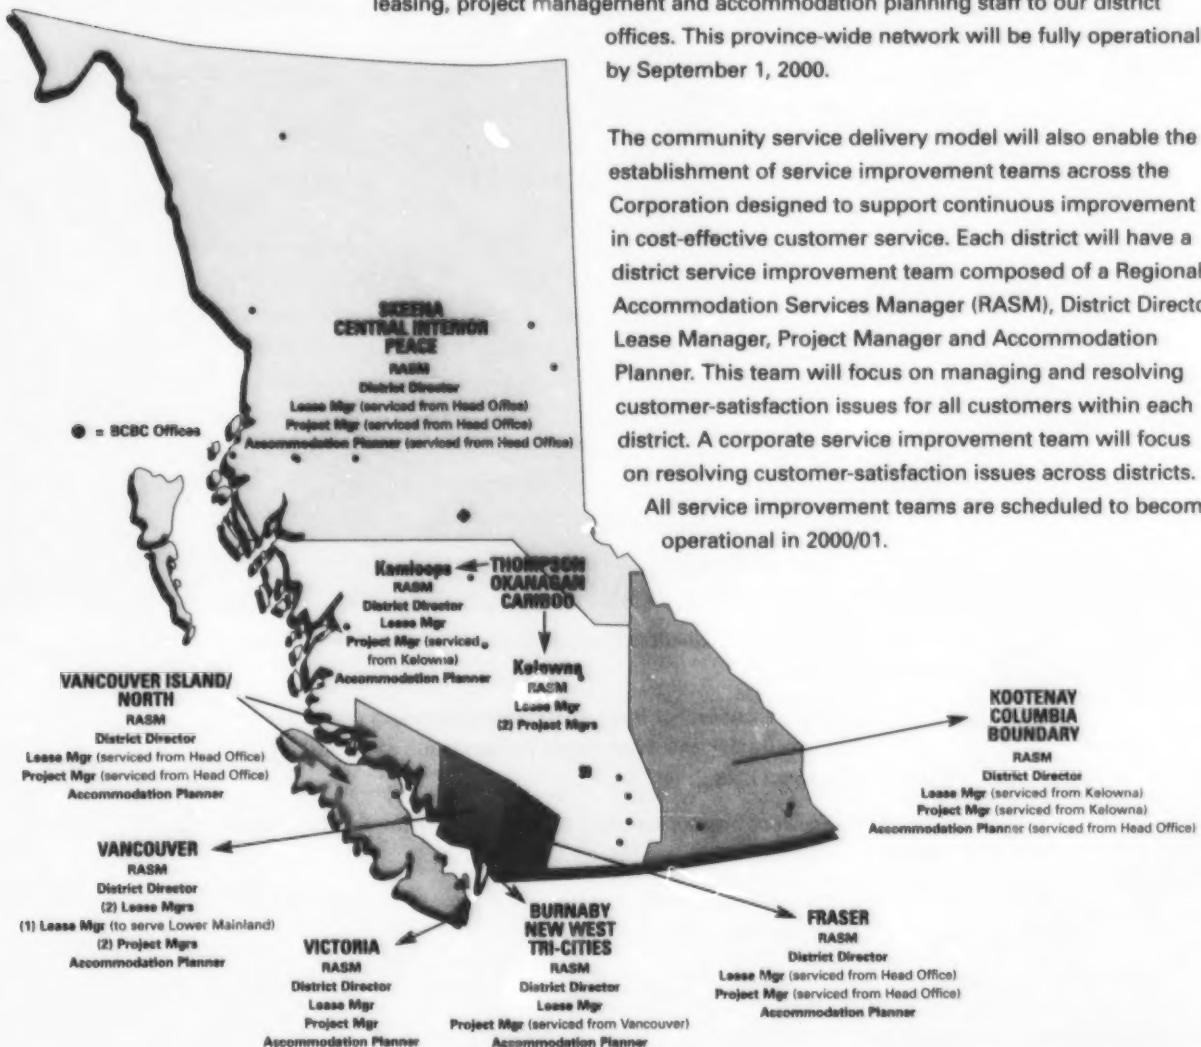 leasing, project management and accommodation planning staff to our district
offices. This province-wide network will be fully operational
by September 1, 2000.
The community service delivery model will also enable the
establishment of service improvement teams across the
Corporation designed to support continuous improvement
in cost-effective customer service. Each district will have a
district service improvement team composed of a Regional
Accommodation Services Manager (RASM), District Directo
Lease Manager, Project Manager and Accommodation
Planner. This team will focus on managing and resolving
customer-satisfaction issues for all customers within each
district. A corporate service improvement team will focus
on resolving customer-satisfaction issues across districts.
All service improvement teams are scheduled to becom
operational in 2000/01.
SKEENA
CENTRAL INTERIOR
PEACE
RASM
District Director
Lease Mgr (serviced from Head Office)
Project Mgr (serviced from Head Office)
Accommodation Planner (serviced from Head Office)
= BCBC Offices
Kamloops
RASM
District Director
Lease Mgr
Project Mgr (serviced
from Kelowna)
Accommodation Planner
THOMPSON
OKANAGAN
CARIBOO
Kelowna
RASM
Lease Mgr
(2) Project Mgrs
VANCOUVER ISLAND/
NORTH
RASM
District Director
Lease Mgr (serviced from Head Office)
Project Mgr (serviced from Head Office)
Accommodation Planner
KOOTENAY
COLUMBIA
BOUNDARY
RASM
District Director
Lease Mgr (serviced from Kelowna)
Project Mgr (serviced from Kelowna)
Accommodation Planner (serviced from Head Office)
VANCOUVER
RASM
District Director
(2) Lease Mgrs
(1) Lease Mgr (to serve Lower Mainland)
(2) Project Mgrs
Accommodation Planner
VICTORIA
RASM
District Director
Lease Mgr
Project Mgr
Accommodation Planner
BURNABY
NEW WEST
TRI-CITIES
RASM
District Director
Lease Mgr
Project Mgr (serviced from Vancouver)
Accommodation Planner
FRASER
RASM
District Director
Lease Mgr (serviced from Head Office)
Project Mgr (serviced from Head Office)
Accommodation Planner